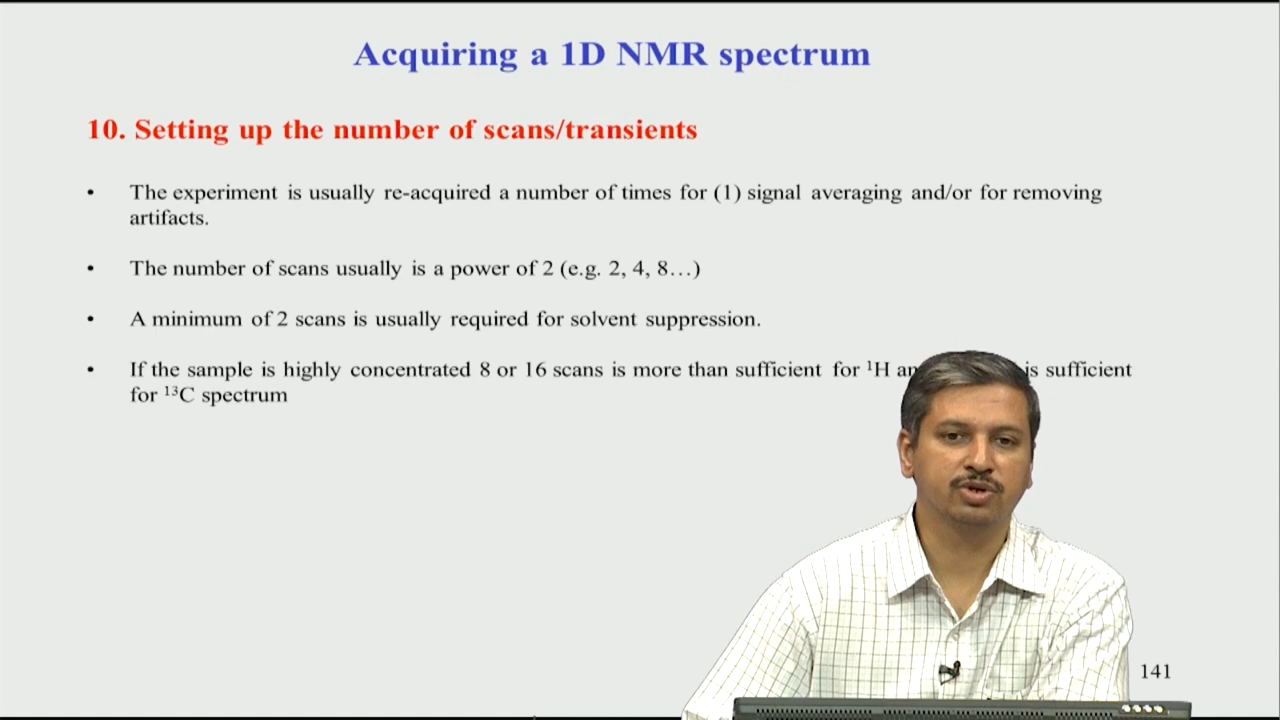 Acquiring a 1D NMR spectrum
10. Setting up the number of scans/transients
• The experiment is usually re-acquired a number of times for (1) signal averaging and/or for removing
artifacts.
• The number of scans usually is a power of 2 (e.g. 2, 4, 8…)
• A minimum of 2 scans is usually required for solvent suppression.
• If the sample is highly concentrated 8 or 16 scans is more than sufficient for ¹H is sufficient
for ¹³C spectrum
141